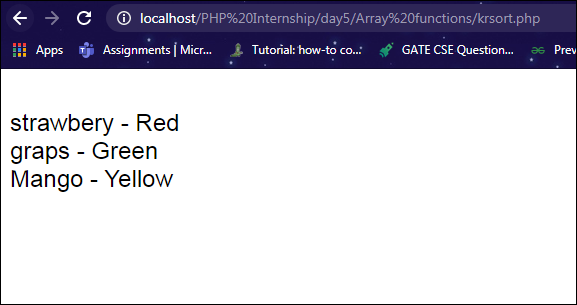 localhost/PHP%20Internship/day5/Array%20functions/krsort.php
Apps Assignments | Micr... Tutorial: how-to co... GATE CSE Question... Prev
strawbery - Red
graps - Green
Mango - Yellow